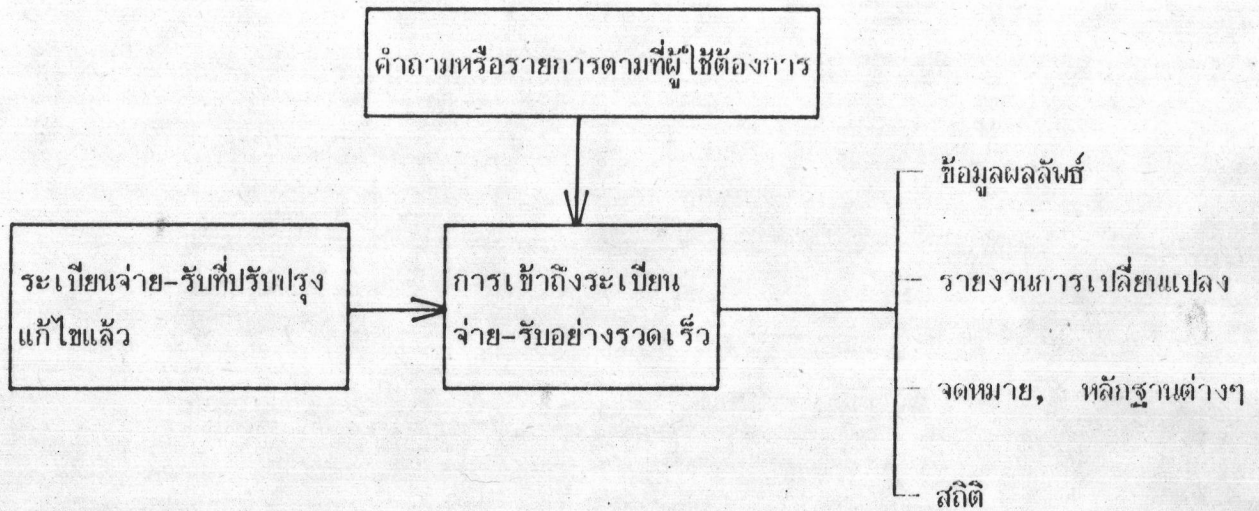 คำถามหรือรายการตามที่ผู้ใช้ต้องการ
ระเบียนจ่าย-รับที่ปรับปรุง
แก้ไขแล้ว
การเข้าถึงระเบียน
จ่าย-รับอย่างรวดเร็ว
ข้อมูลผลลัพธ์
รายงานการเปลี่ยนแปลง
จดหมาย, หลักฐานต่างๆ
สถิติ